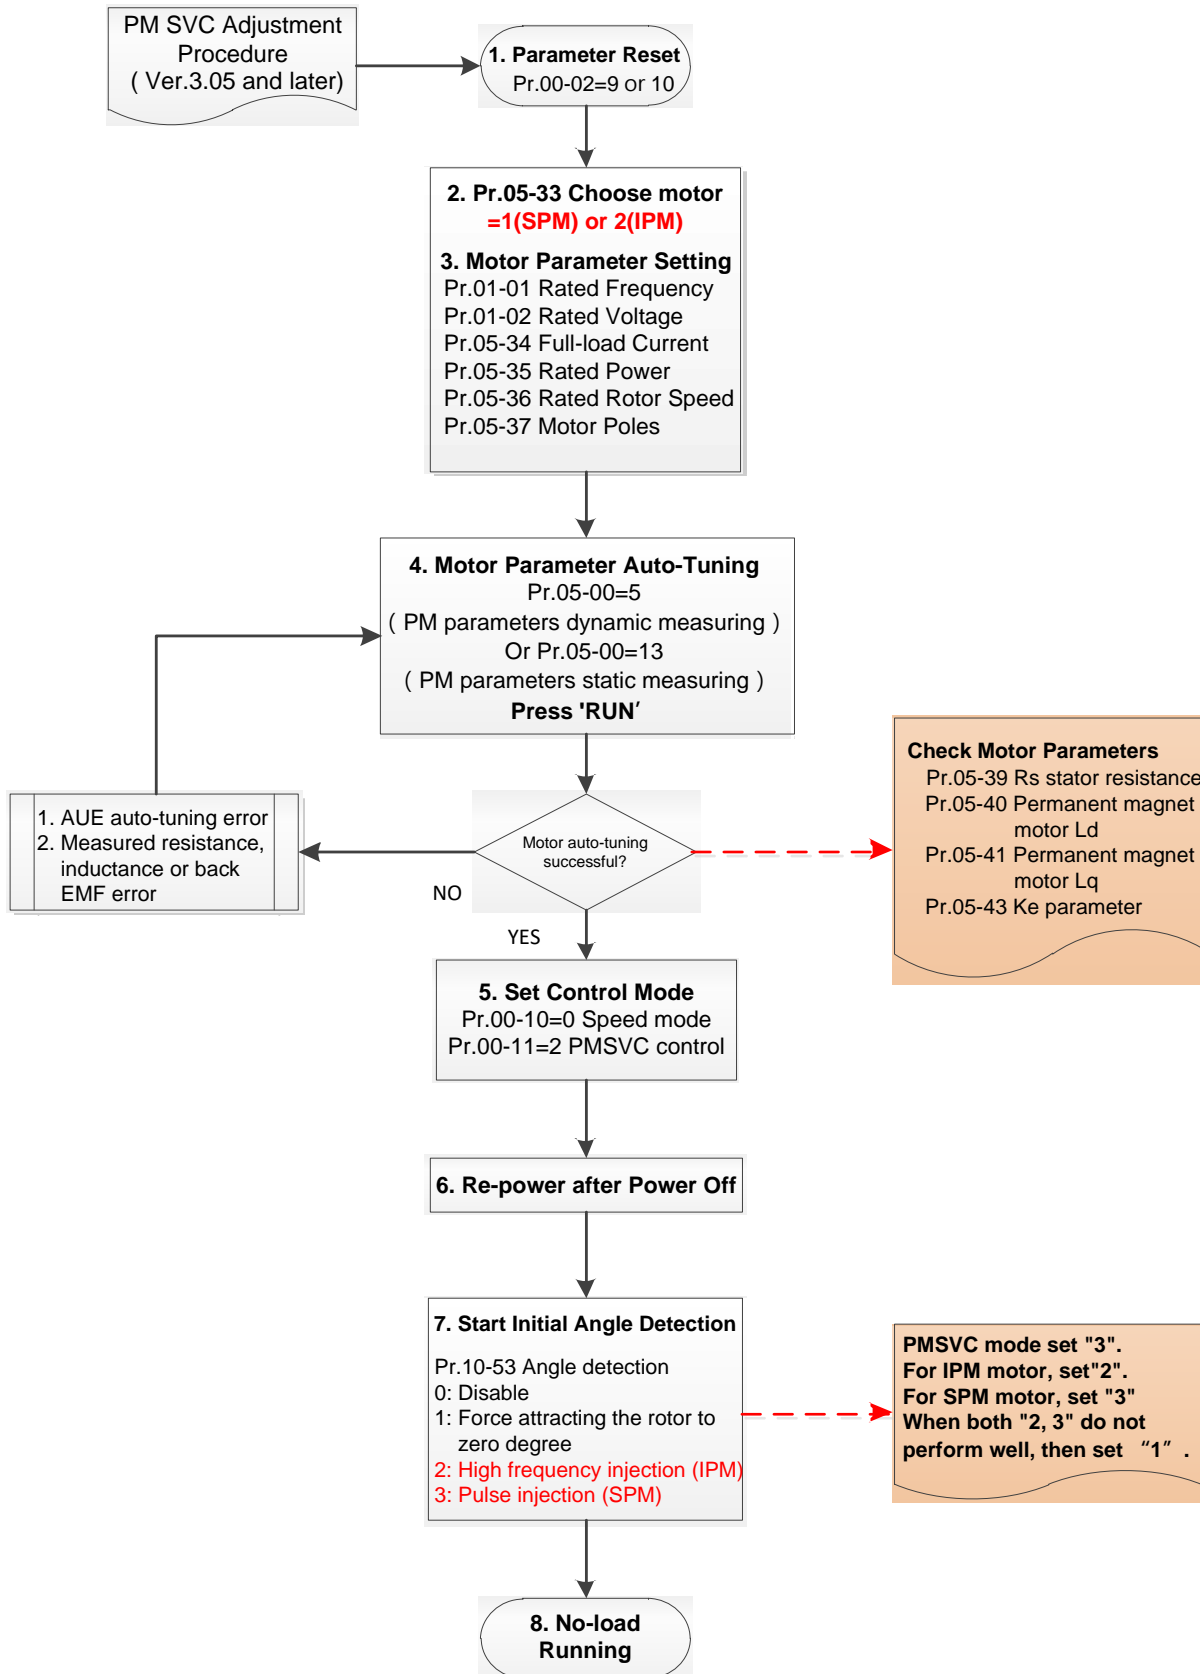 PM SVC Adjustment
Procedure
( Ver.3.05 and later)
1. Parameter Reset
Pr.00-02=9 or 10
2. Pr.05-33 Choose motor
=1(SPM) or 2(IPM)
3. Motor Parameter Setting
Pr.01-01 Rated Frequency
Pr.01-02 Rated Voltage
Pr.05-34 Full-load Current
Pr.05-35 Rated Power
Pr.05-36 Rated Rotor Speed
Pr.05-37 Motor Poles
4. Motor Parameter Auto-Tuning
Pr.05-00=5
( PM parameters dynamic measuring )
Or Pr.05-00=13
( PM parameters static measuring )
Press 'RUN’
Motor auto-tuning
successful?
NO
YES
1. AUE auto-tuning error
2. Measured resistance,
inductance or back
EMF error
Check Motor Parameters
Pr.05-39 Rs stator resistance
Pr.05-40 Permanent magnet
motor Ld
Pr.05-41 Permanent magnet
motor Lq
Pr.05-43 Ke parameter
5. Set Control Mode
Pr.00-10=0 Speed mode
Pr.00-11=2 PMSVC control
6. Re-power after Power Off
7. Start Initial Angle Detection
Pr.10-53 Angle detection
0: Disable
1: Force attracting the rotor to
zero degree
2: High frequency injection (IPM)
3: Pulse injection (SPM)
PMSVC mode set "3".
For IPM motor, set"2".
For SPM motor, set "3"
When both "2, 3" do not
perform well, then set “1” .
8. No-load
Running